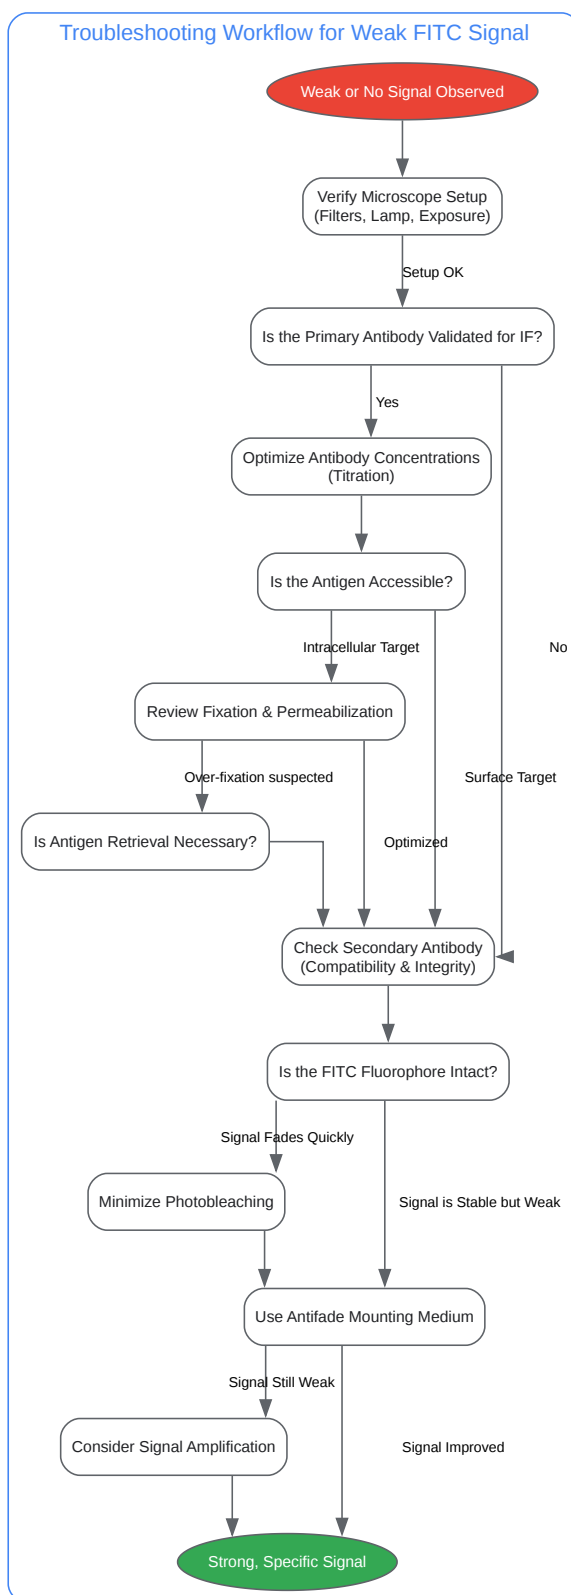 Troubleshooting Workflow for Weak FITC Signal
Weak or No Signal Observed
Verify Microscope Setup
(Filters, Lamp, Exposure)
Setup OK
Is the Primary Antibody Validated for IF?
Yes
Optimize Antibody Concentrations
(Titration)
Is the Antigen Accessible?
Intracellular Target
No
Review Fixation & Permeabilization
Over-fixation suspected
Surface Target
Is Antigen Retrieval Necessary?
Optimized
Check Secondary Antibody
(Compatibility & Integrity)
Is the FITC Fluorophore Intact?
Signal Fades Quickly
Minimize Photobleaching
Signal is Stable but Weak
Use Antifade Mounting Medium
Signal Still Weak
Consider Signal Amplification
Signal Improved
Strong, Specific Signal